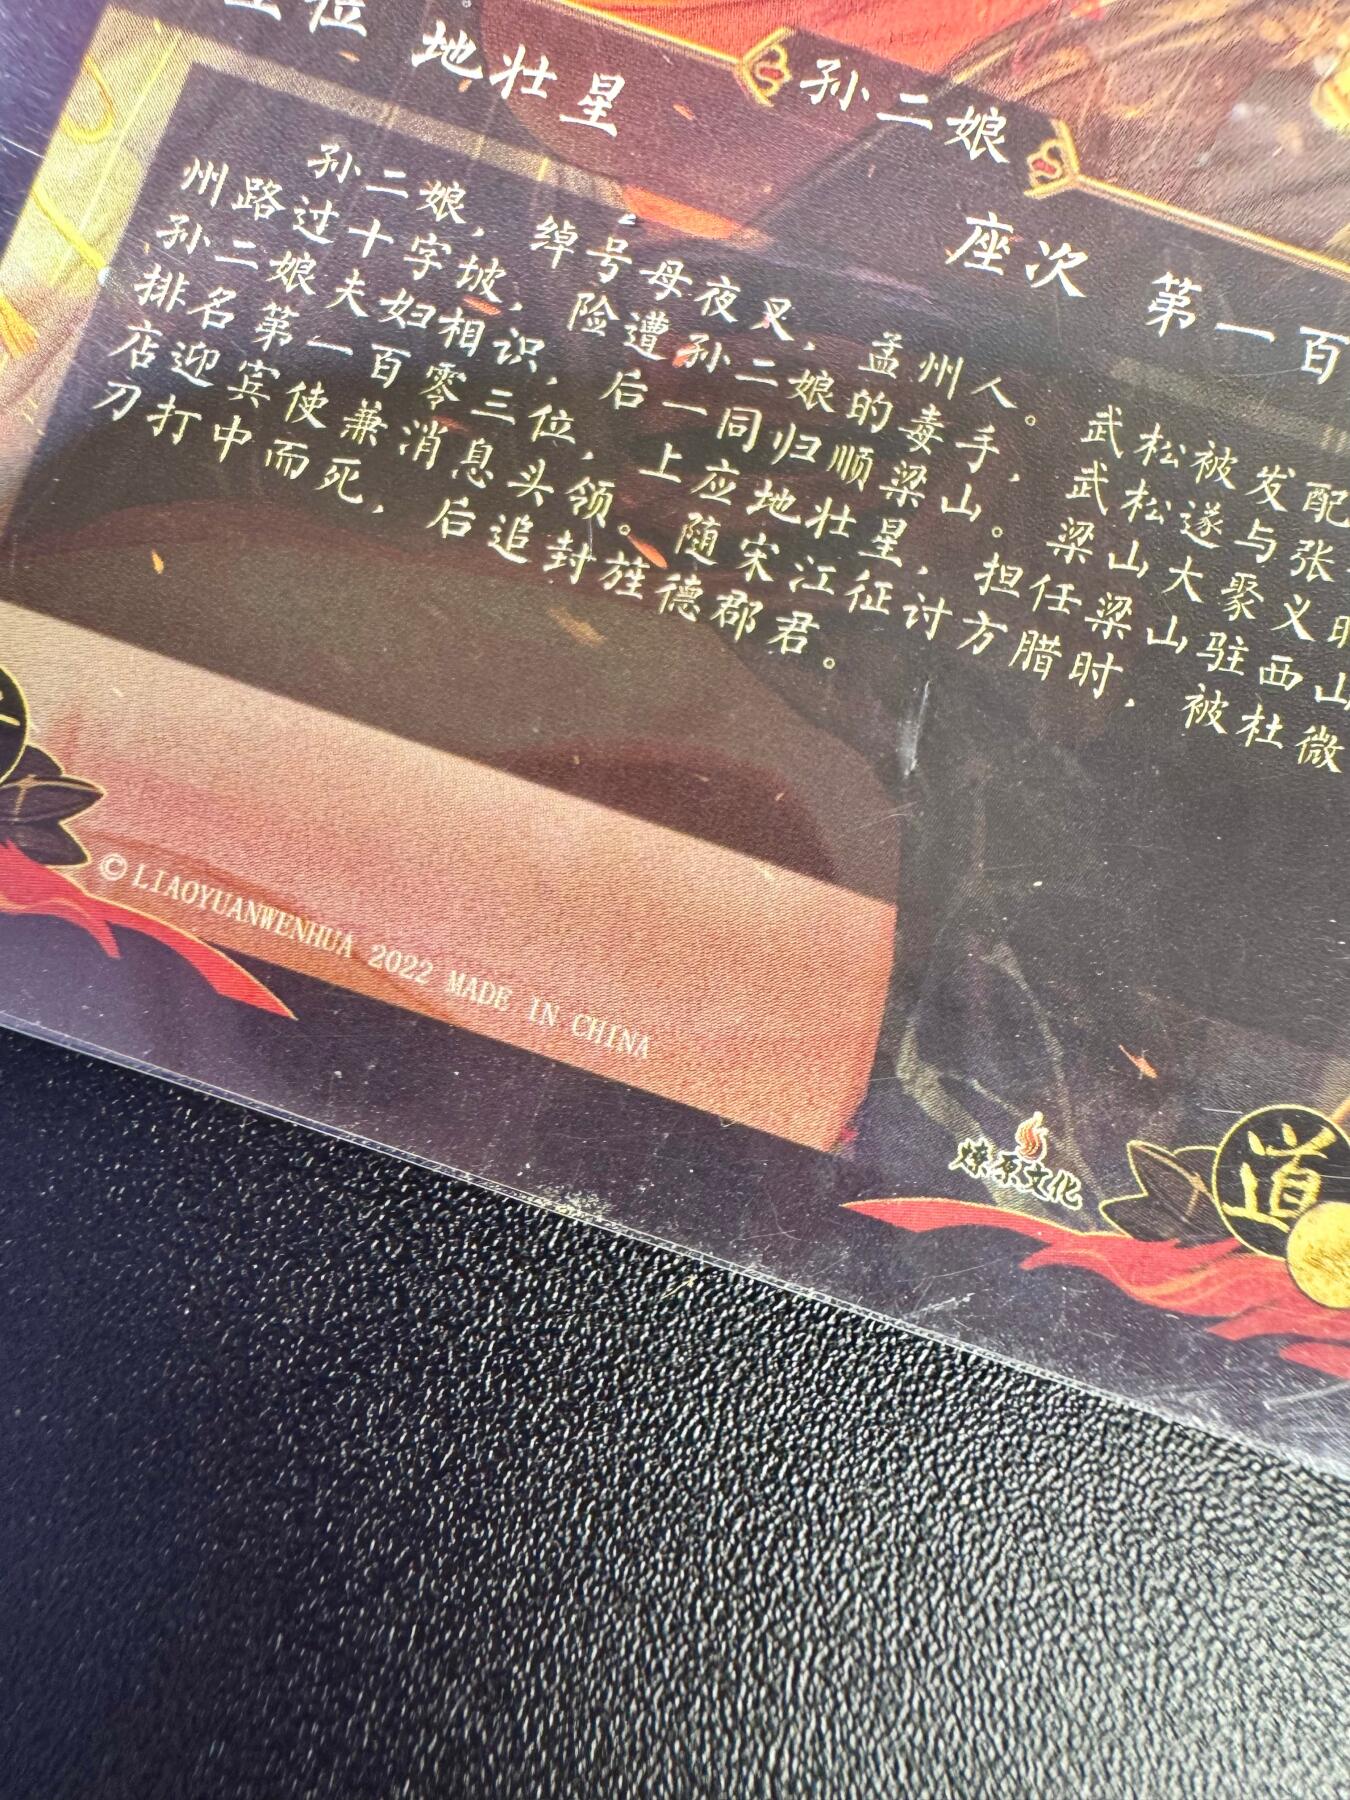 孙二娘
位 地壮星
座次 第一百
孙二娘，绰号母夜叉，孟州人。武松被发配
州路过十字坡，险遭孙二娘的毒手，武松遂与张
孙二娘夫妇相识，后一同归顺梁山。梁山大聚义时
排名第一百零三位，上应地壮星，担任梁山驻西山
店迎宾使兼消息头领。随宋江征讨方腊时，被杜微
刀打中而死，后追封旌德郡君。
© LIAOYUANWENHUA 2022 MADE IN CHINA
燎原文化
道